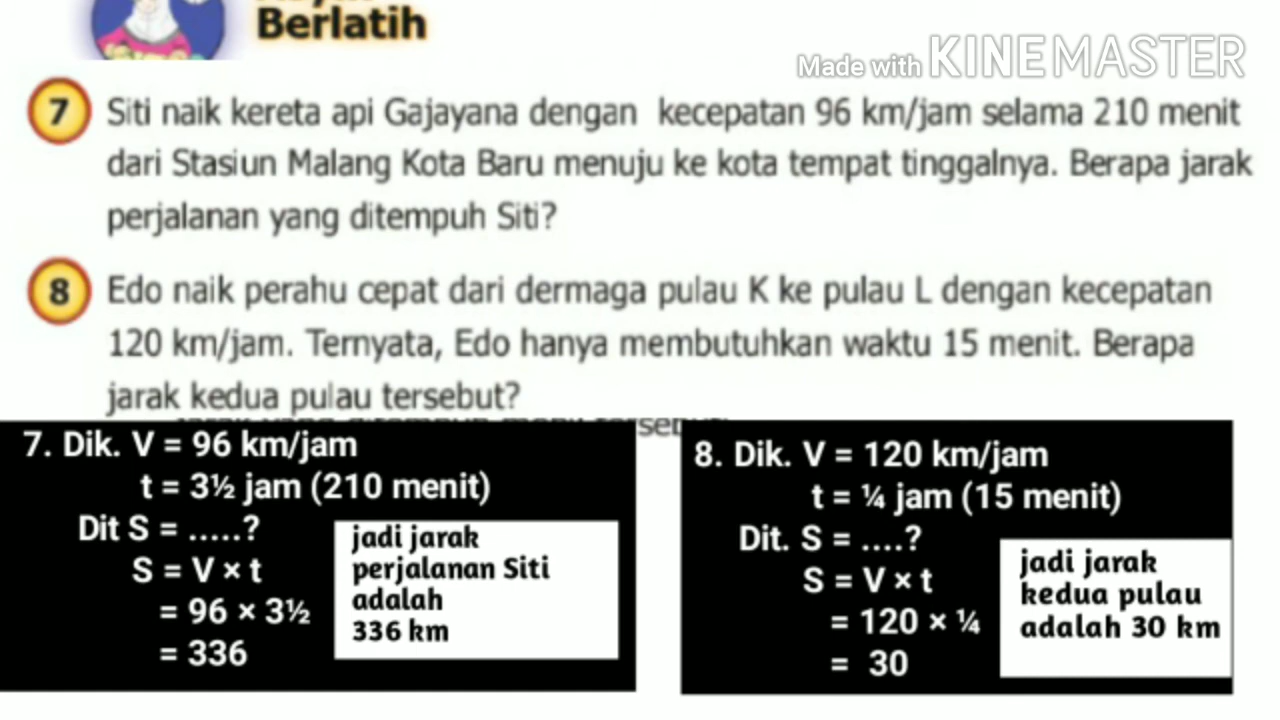 Berlatih
Made with KINEMASTER
7 Siti naik kereta api Gajayana dengan kecepatan 96 km/jam selama 210 menit
dari Stasiun Malang Kota Baru menuju ke kota tempat tinggalnya. Berapa jarak
perjalanan yang ditempuh Siti?
8 Edo naik perahu cepat dari dermaga pulau K ke pulau L dengan kecepatan
120 km/jam. Ternyata, Edo hanya membutuhkan waktu 15 menit. Berapa
jarak kedua pulau tersebut?
7. Dik. V = 96 km/jam
t = 3½ jam (210 menit)
Dit S = .....?
S = V × t
= 96 × 3½
= 336
jadi jarak
perjalanan Siti
adalah
336 km
8. Dik. V = 120 km/jam
t = ¼ jam (15 menit)
Dit. S = ....?
S = V × t
= 120 × ¼
= 30
jadi jarak
kedua pulau
adalah 30 km